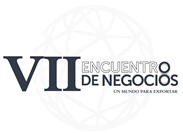 VII ENCUENTRO
DE NEGOCIOS
UN MUNDO PARA EXPORTAR